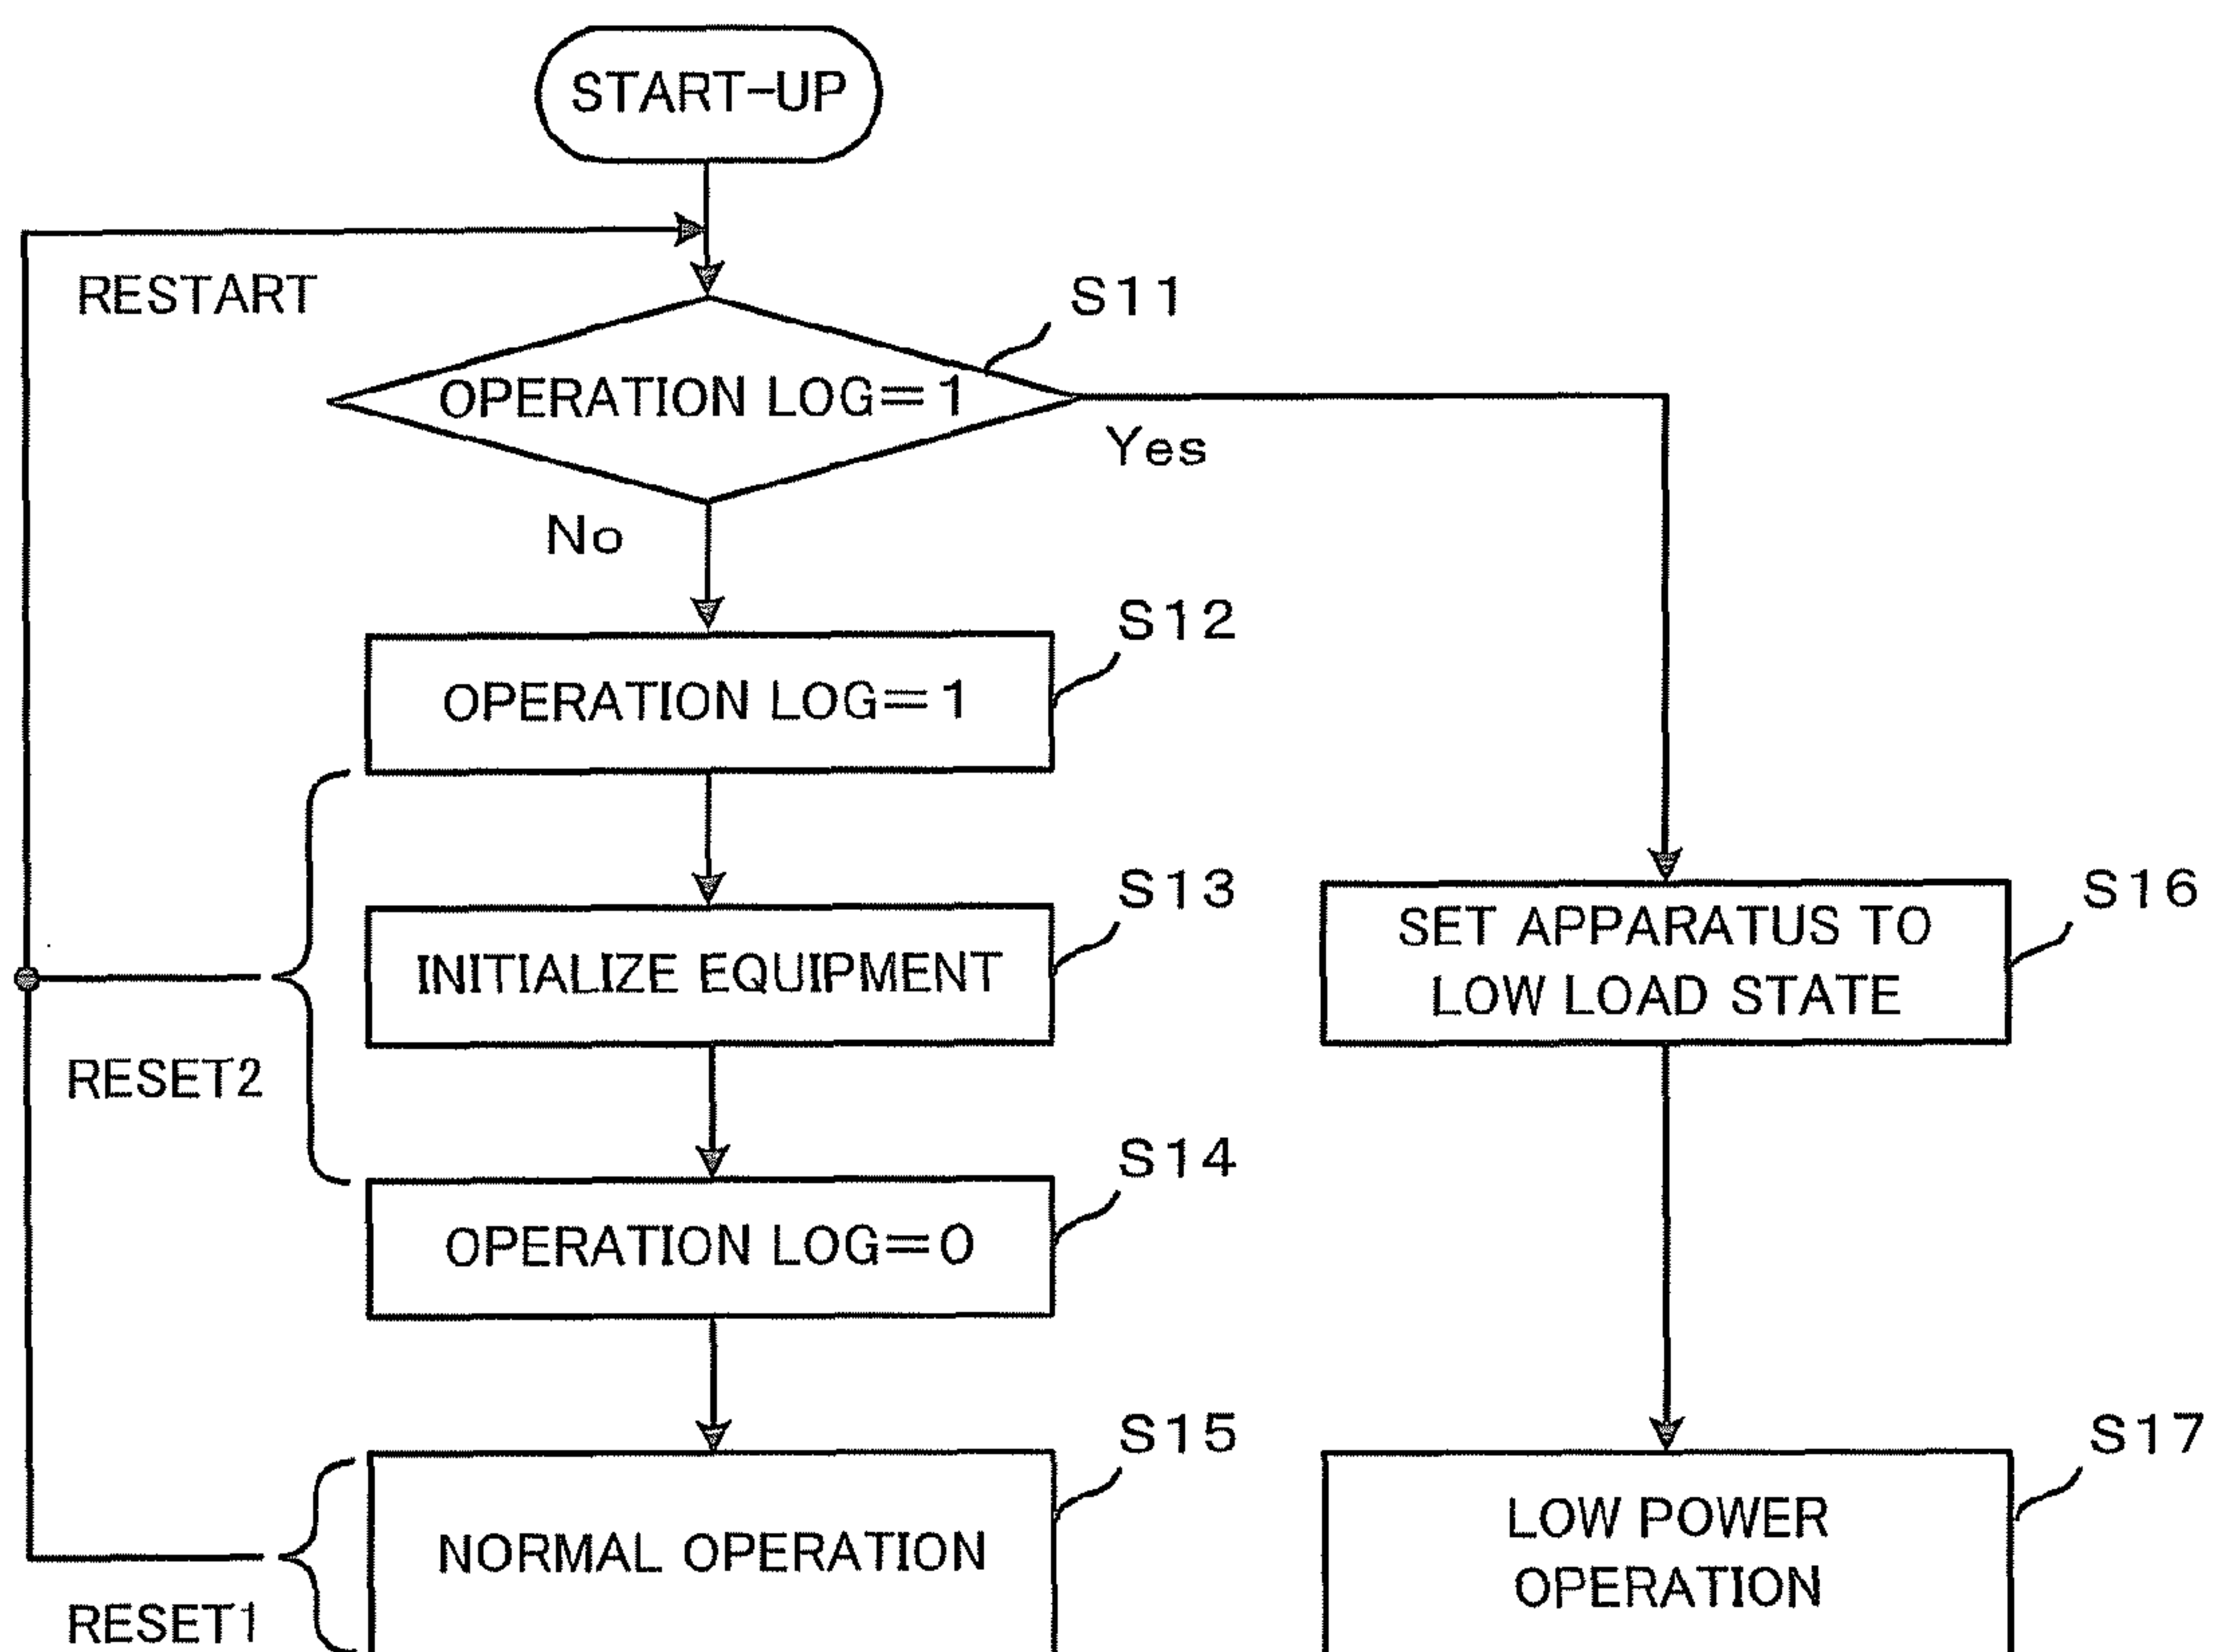 START-UP
RESTART
S11
OPERATION LOG=1
Yes
No
S12
OPERATION LOG=1
S13
INITIALIZE EQUIPMENT
S16
SET APPARATUS TO
LOW LOAD STATE
RESET2
S14
OPERATION LOG=0
S15
NORMAL OPERATION
RESET1
S17
LOW POWER
OPERATION